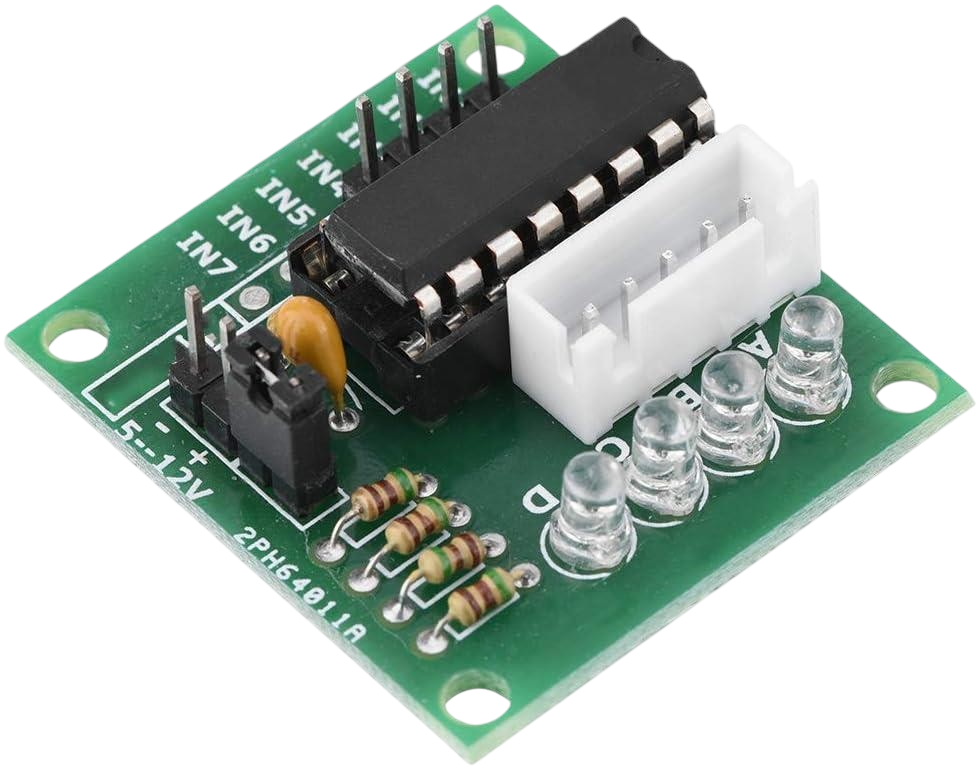 IN4
IN5
IN6
IN7
- +
5--12V
2PH64011A
A
B
C
D